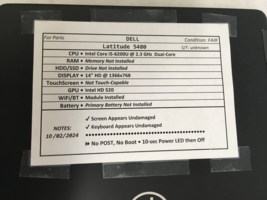 For Parts DELL Condition: FAIR
Latitude 5480 UT: unknown
CPU • Intel Core i5-6200U @ 2.3 GHz Dual-Core
RAM • Memory Not Installed
HDD/SSD • Drive Not Installed
DISPLAY • 14" HD @ 1366x768
TouchScreen • Not Touch-Capable
GPU • Intel HD 520
WiFi/BT • Module Installed
Battery • Primary Battery Not Installed
NOTES:
10/02/2024
✓ Screen Appears Undamaged
✓ Keyboard Appears Undamaged
No POST, No Boot • 10-sec Power LED then Off